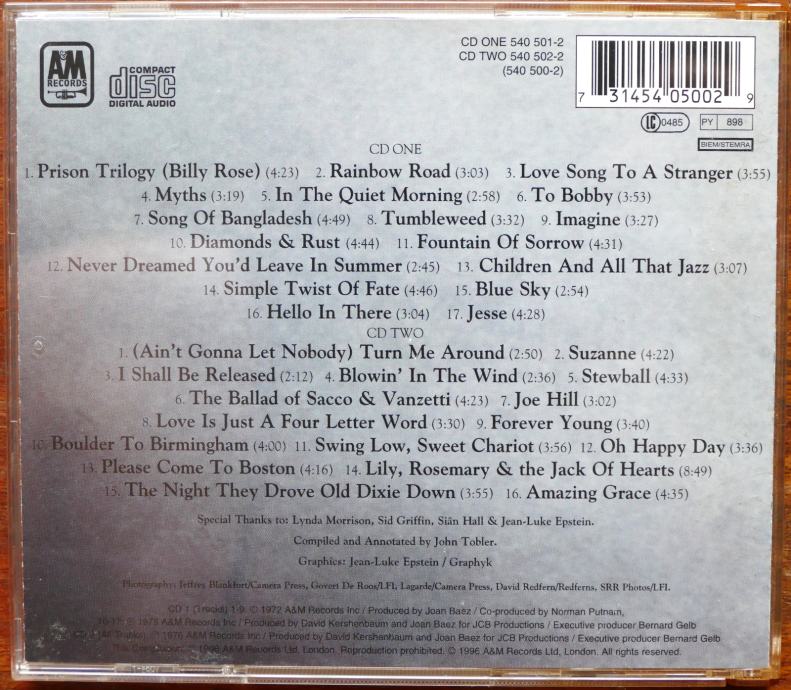 A&M
RECORDS
COMPACT
disc
DIGITAL AUDIO
CD ONE 540 501-2
CD TWO 540 502-2
(540 500-2)
7 31454 05002 9
LC 0485
PY 898
BIEM/STEMRA
CD ONE
1. Prison Trilogy (Billy Rose) (4:23) 2. Rainbow Road (3:03) 3. Love Song To A Stranger (3:55)
4. Myths (3:19) 5. In The Quiet Morning (2:58) 6. To Bobby (3:53)
7. Song Of Bangladesh (4:49) 8. Tumbleweed (3:32) 9. Imagine (3:27)
10. Diamonds & Rust (4:44) 11. Fountain Of Sorrow (4:31)
12. Never Dreamed You'd Leave In Summer (2:45) 13. Children And All That Jazz (3:07)
14. Simple Twist Of Fate (4:46) 15. Blue Sky (2:54)
16. Hello In There (3:04) 17. Jesse (4:28)
CD TWO
1. (Ain't Gonna Let Nobody) Turn Me Around (2:50) 2. Suzanne (4:22)
3. I Shall Be Released (2:12) 4. Blowin' In The Wind (2:36) 5. Stewball (4:33)
6. The Ballad of Sacco & Vanzetti (4:23) 7. Joe Hill (3:02)
8. Love Is Just A Four Letter Word (3:30) 9. Forever Young (3:40)
10. Boulder To Birmingham (4:00) 11. Swing Low, Sweet Chariot (3:56) 12. Oh Happy Day (3:36)
13. Please Come To Boston (4:16) 14. Lily, Rosemary & the Jack Of Hearts (8:49)
15. The Night They Drove Old Dixie Down (3:55) 16. Amazing Grace (4:35)
Special Thanks to: Lynda Morrison, Sid Griffin, Siân Hall & Jean-Luke Epstein.
Compiled and Annotated by John Tobler.
Graphics: Jean-Luke Epstein / Graphyk
Photography: Jeffres Blankfort/Camera Press, Govert De Roos/LFI, Lagarde/Camera Press, David Redfern/Redferns, SRR Photos/LFI.
CD 1 (Tracks) 1-9. © 1972 A&M Records Inc / Produced by Joan Baez / Co-produced by Norman Putnam,
10-17: ℗ 1975 A&M Records Inc / Produced by David Kershenbaum and Joan Baez for JCB Productions / Executive producer Bernard Gelb
(All Tracks). ℗ 1976 A&M Records Inc / Produced by David Kershenbaum and Joan Baez for JCB Productions / Executive producer Bernard Gelb
This Compilation ℗ 1996 A&M Records Ltd, London. Reproduction prohibited. © 1996 A&M Records Ltd, London. All rights reserved.